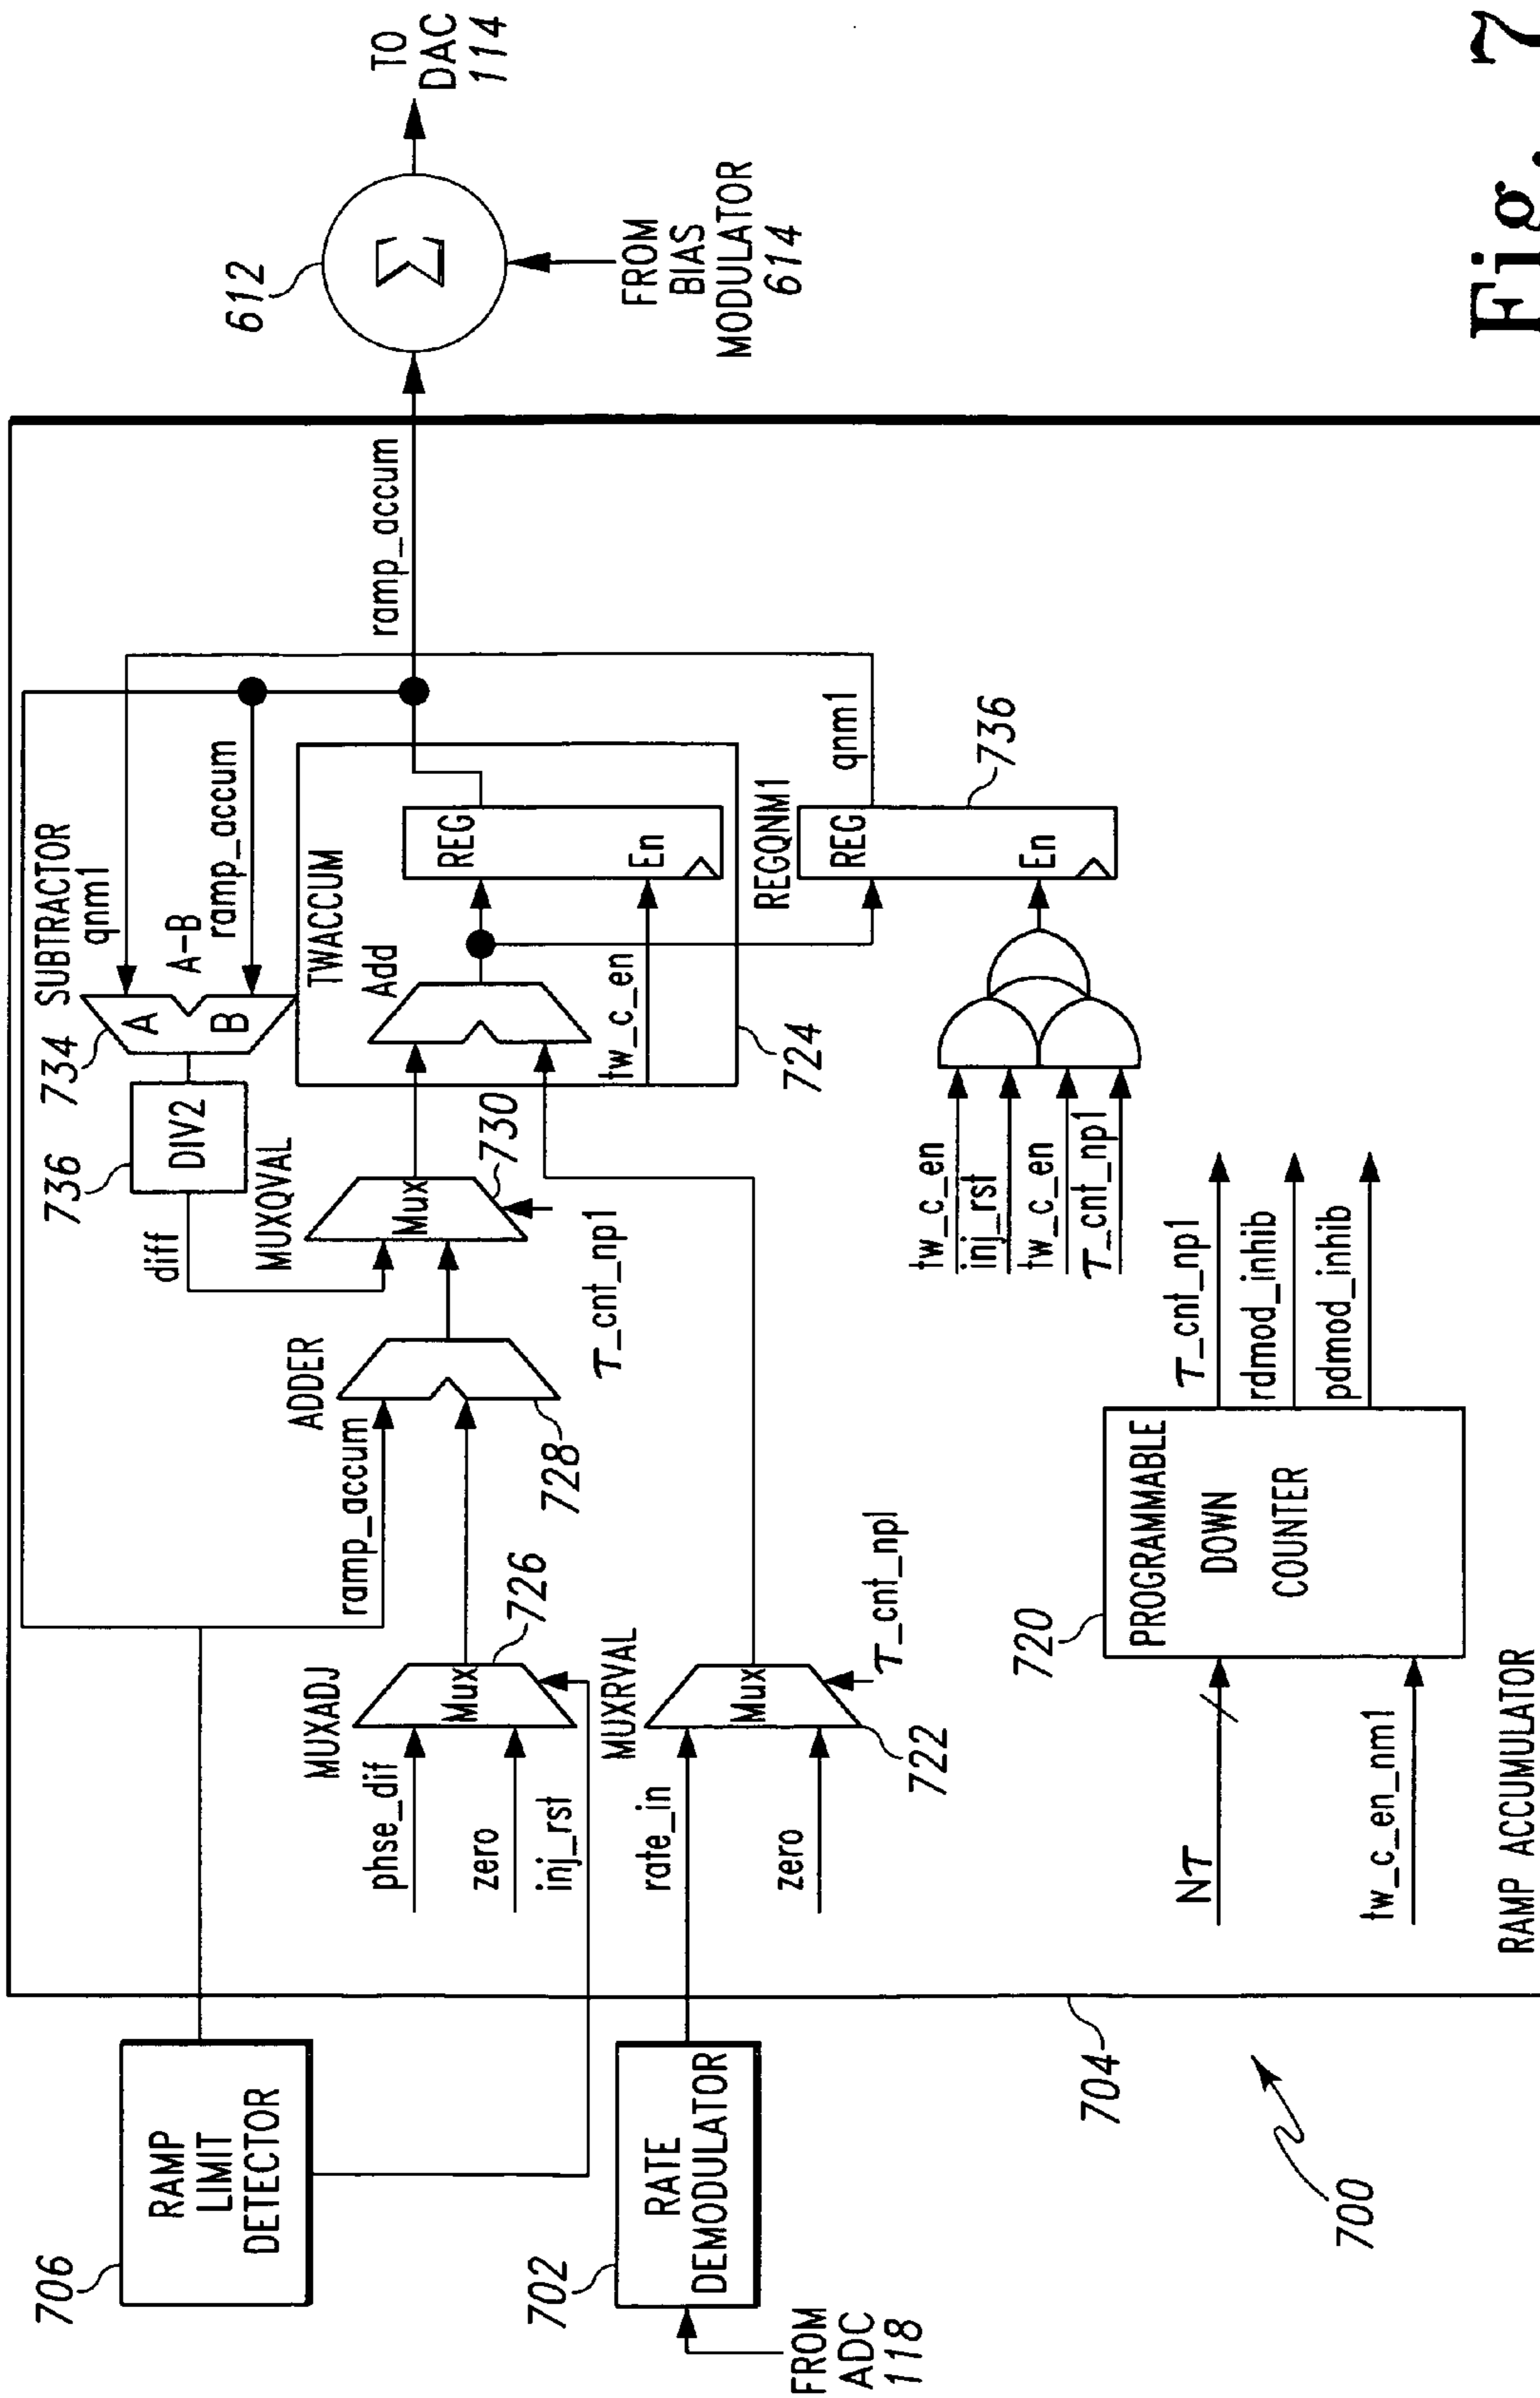 706
RAMP
LIMIT
DETECTOR
702
RATE
DEMODULATOR
FROM
ADC
118
700
704
RAMP ACCUMULATOR
MUXADJ
phse_dif
zero
inj_rst
Mux
726
MUXRVAL
rate_in
zero
Mux
722
τ_cnt_np1
ramp_accum
ADDER
728
736
DIV2
diff
MUXQVAL
Mux
730
τ_cnt_np1
734
SUBTRACTOR
A
B
A-B
qnm1
ramp_accum
TWACCUM
Add
REG
En
tw_c_en
724
REGQNM1
REG
En
736
qnm1
tw_c_en
inj_rst
tw_c_en
τ_cnt_np1
720
PROGRAMMABLE
DOWN
COUNTER
Nτ
tw_c_en_nm1
τ_cnt_np1
rdmod_inhib
pdmod_inhib
ramp_accum
612
Σ
FROM
BIAS
MODULATOR
614
TO
DAC
114
Fig. 7